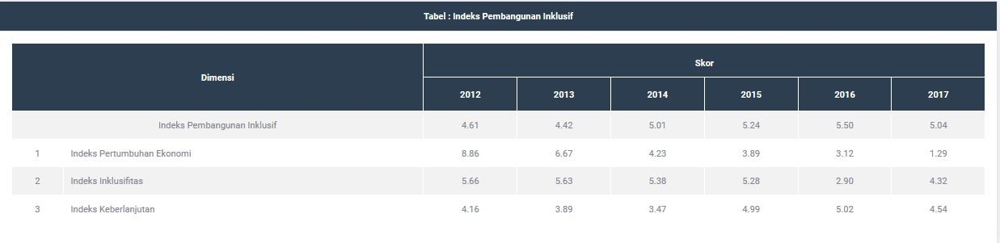 Tabel : Indeks Pembangunan Inklusif
Dimensi
Skor
2012 2013 2014 2015 2016 2017
Indeks Pembangunan Inklusif 4.61 4.42 5.01 5.24 5.50 5.04
1 Indeks Pertumbuhan Ekonomi 8.86 6.67 4.23 3.89 3.12 1.29
2 Indeks Inklusifitas 5.66 5.63 5.38 5.28 2.90 4.32
3 Indeks Keberlanjutan 4.16 3.89 3.47 4.99 5.02 4.54